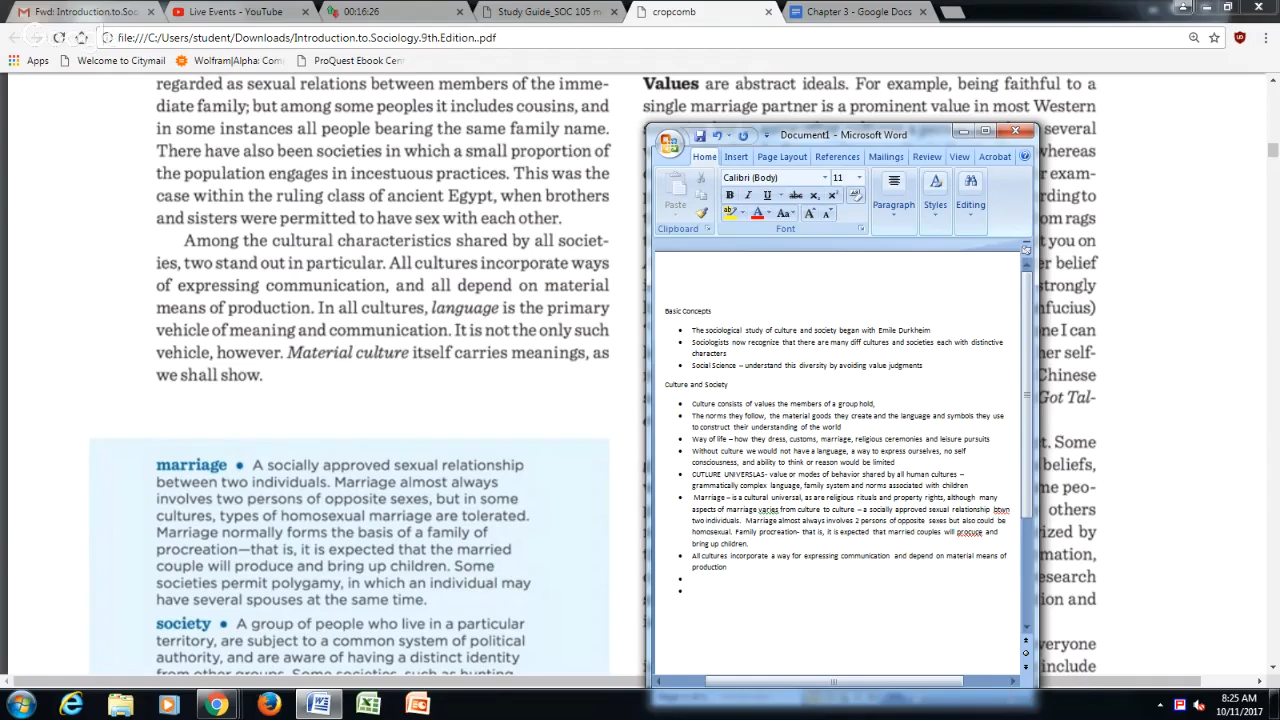 Fwd: Introduction.to.Soc
Live Events - YouTube
00:16:26
Study Guide_SOC 105 m
cropcomb
Chapter 3 - Google Docs
file:///C:/Users/student/Downloads/Introduction.to.Sociology.9th.Edition..pdf
Apps
Welcome to Citymail
Wolfram|Alpha: Com
ProQuest Ebook Cen
regarded as sexual relations between members of the imme-
diate family; but among some peoples it includes cousins, and
in some instances all people bearing the same family name.
There have also been societies in which a small proportion of
the population engages in incestuous practices. This was the
case within the ruling class of ancient Egypt, when brothers
and sisters were permitted to have sex with each other.
Among the cultural characteristics shared by all societ-
ies, two stand out in particular. All cultures incorporate ways
of expressing communication, and all depend on material
means of production. In all cultures, language is the primary
vehicle of meaning and communication. It is not the only such
vehicle, however. Material culture itself carries meanings, as
we shall show.
marriage • A socially approved sexual relationship
between two individuals. Marriage almost always
involves two persons of opposite sexes, but in some
cultures, types of homosexual marriage are tolerated.
Marriage normally forms the basis of a family of
procreation—that is, it is expected that the married
couple will produce and bring up children. Some
societies permit polygamy, in which an individual may
have several spouses at the same time.
society • A group of people who live in a particular
territory, are subject to a common system of political
authority, and are aware of having a distinct identity
from other groups. Some societies, such as hunting
Values are abstract ideals. For example, being faithful to a
single marriage partner is a prominent value in most Western
several
whereas
r exam-
rding to
om rags
t you on
er belief
strongly
nfucius)
ne I can
her self-
Chinese
Got Tal-
t. Some
beliefs,
me peo-
others
rized by
mation,
esearch
ion and
veryone
include
Document1 - Microsoft Word
Home
Insert
Page Layout
References
Mailings
Review
View
Acrobat
Paste
Calibri (Body)
11
B I U abc x₂ x²
Aa
Paragraph
Styles
Editing
Clipboard
Font
Basic Concepts
• The sociological study of culture and society began with Emile Durkheim
• Sociologists now recognize that there are many diff cultures and societies each with distinctive
characters
• Social Science – understand this diversity by avoiding value judgments
Culture and Society
• Culture consists of values the members of a group hold,
• The norms they follow, the material goods they create and the language and symbols they use
to construct their understanding of the world
• Way of life – how they dress, customs, marriage, religious ceremonies and leisure pursuits
• Without culture we would not have a language, a way to express ourselves, no self
consciousness, and ability to think or reason would be limited
• CUTLURE UNIVERSLAS- value or modes of behavior shared by all human cultures –
grammatically complex language, family system and norms associated with children
• Marriage – is a cultural universal, as are religious rituals and property rights, although many
aspects of marriage varies from culture to culture – a socially approved sexual relationship btwn
two individuals. Marriage almost always involves 2 persons of opposite sexes but also could be
homosexual. Family procreation- that is, it is expected that married couples will procure and
bring up children.
• All cultures incorporate a way for expressing communication and depend on material means of
production
•
•
8:25 AM
10/11/2017